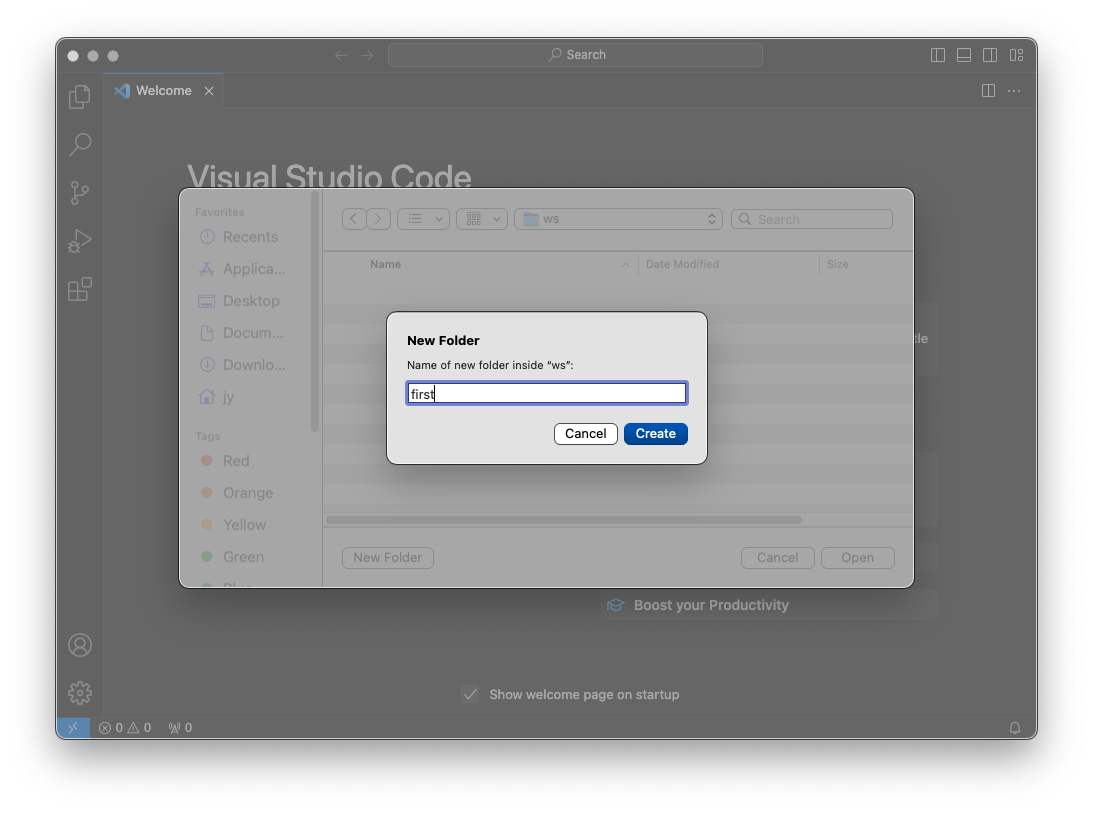 Search
Welcome
Visual Studio Code
Favorites
Recents
Applica...
Desktop
Docum...
Downlo...
jy
Tags
Red
Orange
Yellow
Green
ws
Search
Name
Date Modified
Size
New Folder
Name of new folder inside “ws”:
first
Cancel
Create
New Folder
Cancel
Open
Boost your Productivity
Show welcome page on startup
0 0 0